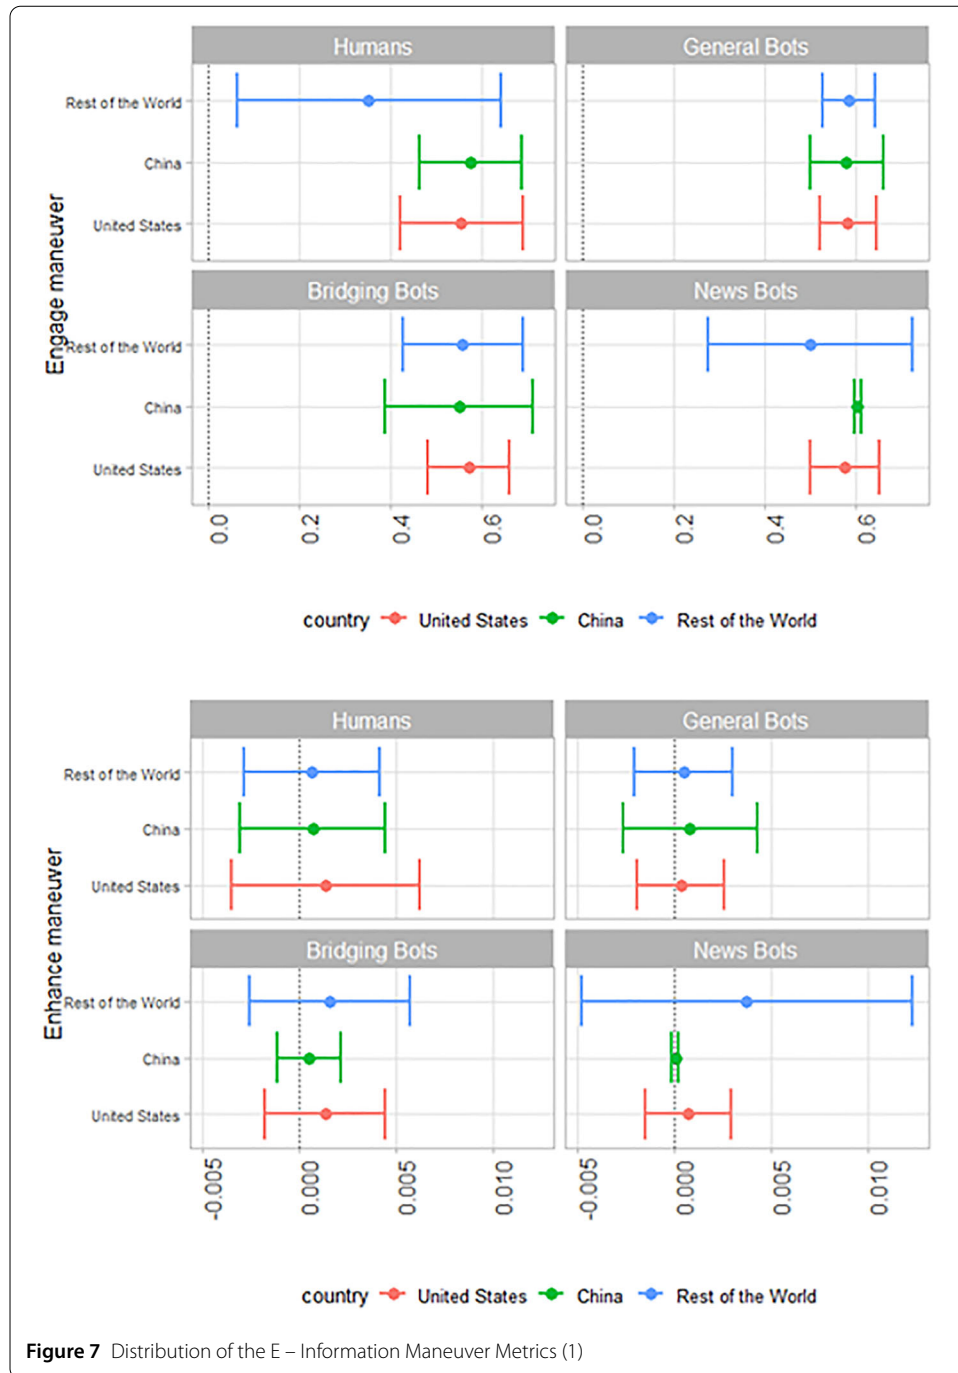 Humans
General Bots
Rest of the World
China
United States
Bridging Bots
News Bots
Rest of the World
China
United States
Engage maneuver
0.0
0.2
0.4
0.6
0.0
0.2
0.4
0.6
country United States China Rest of the World
Humans
General Bots
Rest of the World
China
United States
Bridging Bots
News Bots
Rest of the World
China
United States
Enhance maneuver
-0.005
0.000
0.005
0.010
-0.005
0.000
0.005
0.010
country United States China Rest of the World
Figure 7 Distribution of the E – Information Maneuver Metrics (1)